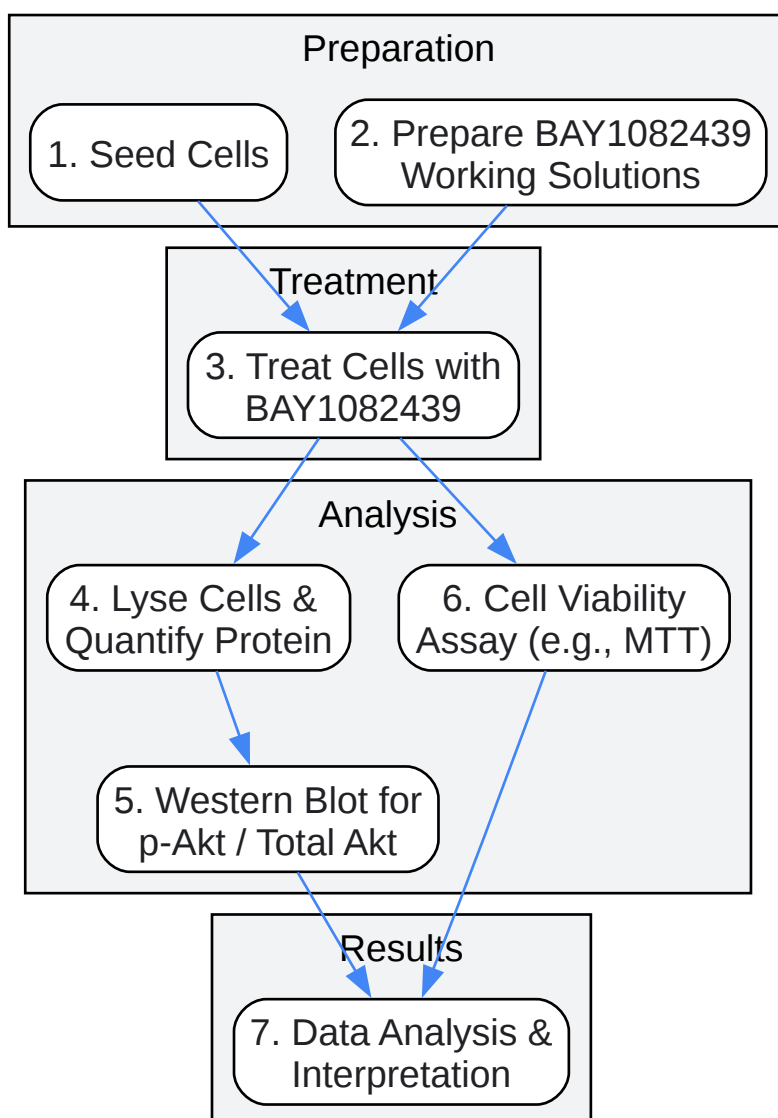 Preparation
1. Seed Cells
2. Prepare BAY1082439
Working Solutions
Treatment
3. Treat Cells with
BAY1082439
Analysis
4. Lyse Cells &
Quantify Protein
6. Cell Viability
Assay (e.g., MTT)
5. Western Blot for
p-Akt / Total Akt
Results
7. Data Analysis &
Interpretation